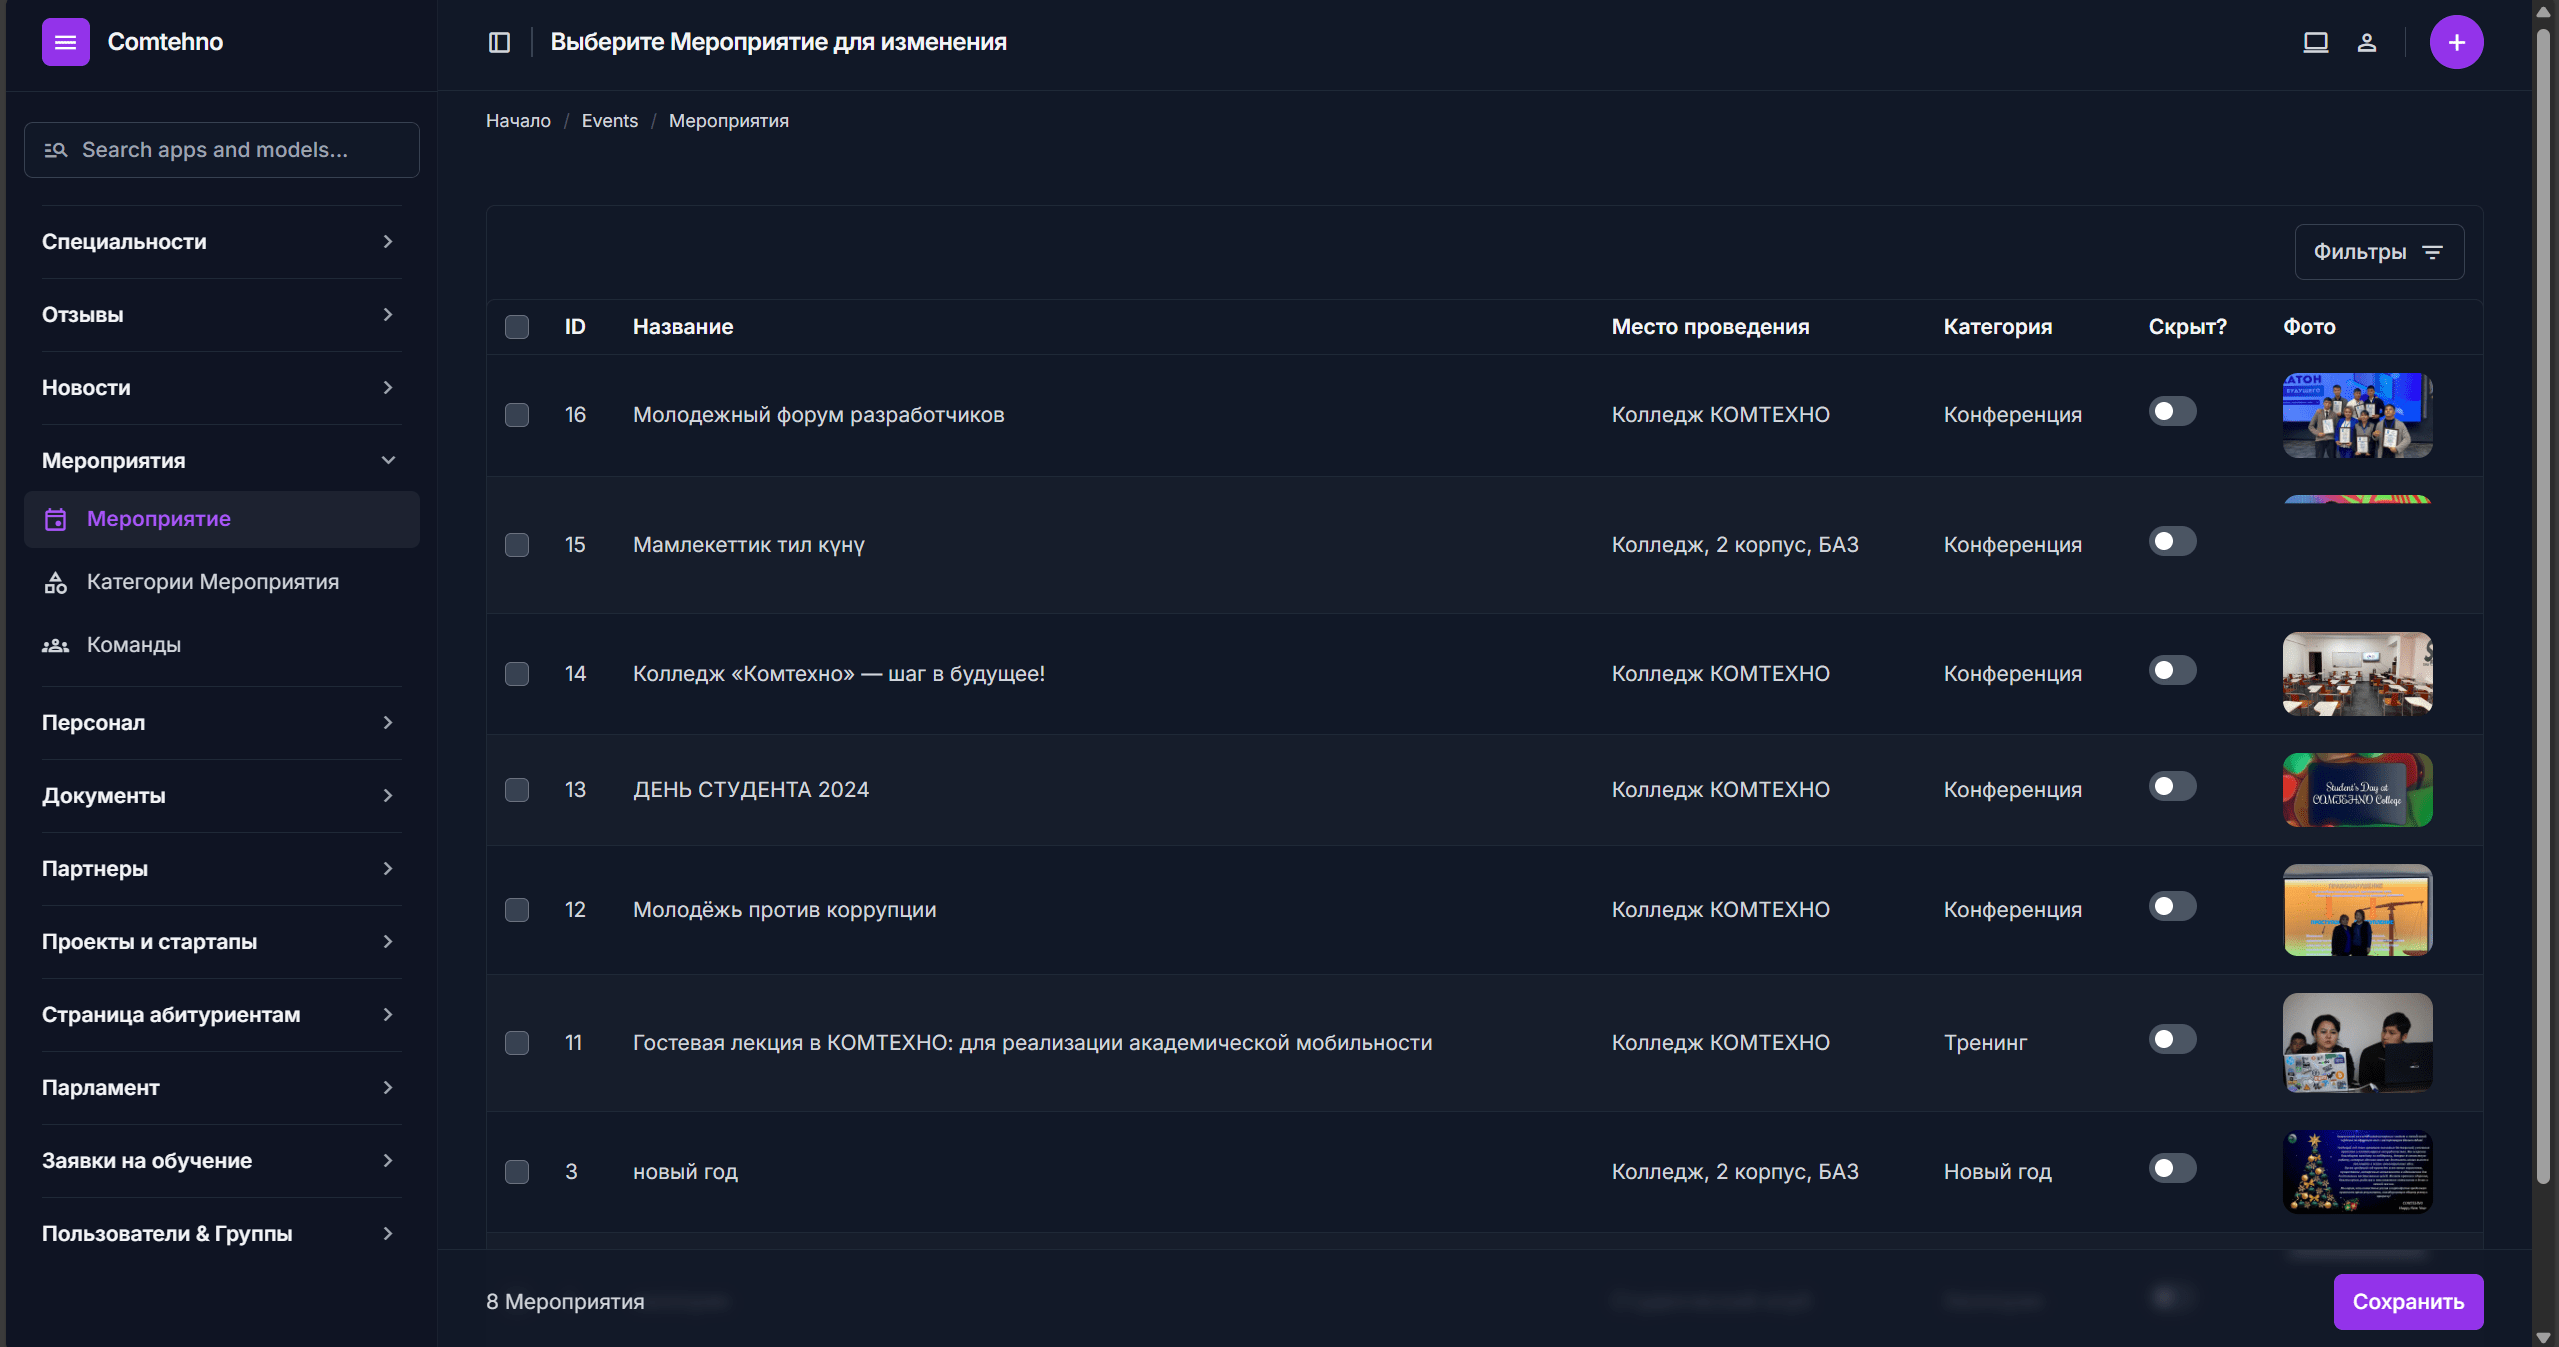 Comtehno
Выберите Мероприятие для изменения
Search apps and models...
Начало / Events / Мероприятия
Специальности
Отзывы
Новости
Мероприятия
Мероприятие
Категории Мероприятия
Команды
Персонал
Документы
Партнеры
Проекты и стартапы
Страница абитуриентам
Парламент
Заявки на обучение
Пользователи & Группы
Фильтры
ID Название Место проведения Категория Скрыт? Фото
16 Молодежный форум разработчиков Колледж КОМТЕХНО Конференция
15 Мамлекеттик тил күнү Колледж, 2 корпус, БАЗ Конференция
14 Колледж «Комтехно» — шаг в будущее! Колледж КОМТЕХНО Конференция
13 ДЕНЬ СТУДЕНТА 2024 Колледж КОМТЕХНО Конференция
Student's Day at
COMTEHNO College
12 Молодёжь против коррупции Колледж КОМТЕХНО Конференция
11 Гостевая лекция в КОМТЕХНО: для реализации академической мобильности Колледж КОМТЕХНО Тренинг
3 новый год Колледж, 2 корпус, БАЗ Новый год
8 Мероприятия
Сохранить